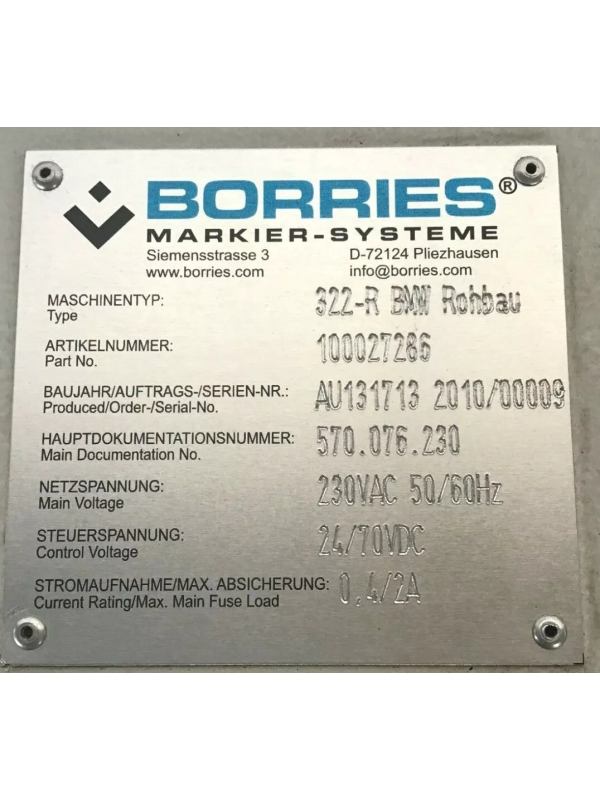 BORRIES®
MARKIER-SYSTEME
Siemensstrasse 3 D-72124 Pliezhausen
www.borries.com info@borries.com
MASCHINENTYP: 322-R BMW Rohbau
Type
ARTIKELNUMMER: 100027286
Part No.
BAUJAHR/AUFTRAGS-/SERIEN-NR.: AU131713 2010/00009
Produced/Order-/Serial-No.
HAUPTDOKUMENTATIONSNUMMER: 570.076.230
Main Documentation No.
NETZSPANNUNG: 230VAC 50/60Hz
Main Voltage
STEUERSPANNUNG: 24/70VDC
Control Voltage
STROMAUFNAHME/MAX. ABSICHERUNG: 0,4/2A
Current Rating/Max. Main Fuse Load